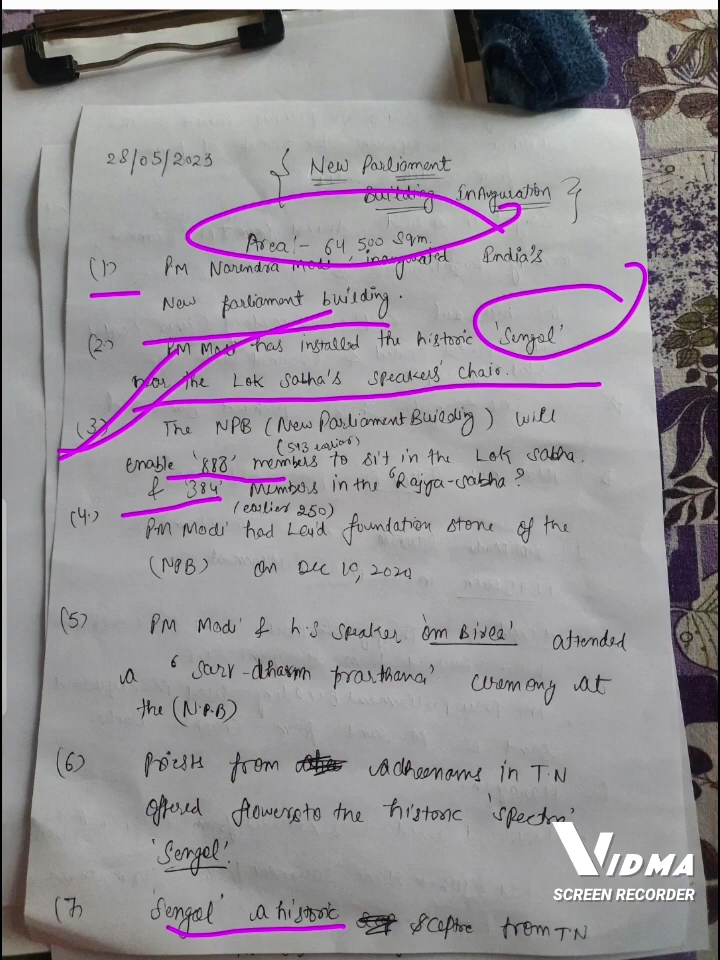 28/05/2023
{ New Parliament
Building InAuguration }
Area:- 64,500 Sqm.
(1) PM Narendra Modi inaugurated India's
New parliament building.
(2) PM Modi has installed the historic 'Sengol'
near the Lok sabha's speakers' chair.
(3) The NPB (New Parliament Building) will
(543 earlier)
enable '888' members to sit in the Lok sabha.
& '384' Members in the 'Rajya-sabha?
(earlier 250)
(4.) PM Modi had Laid foundation stone of the
(NPB) on Dec 10, 2020
(5) PM Modi & L.S speaker 'om Birla' attended
a 'sarv-dharm prarthana' ceremony at
the (N.P.B)
(6) Priests from Adheenams in T.N
offered flowers to the historic
'Sengol'.
(7) 'Sengol' a historic sceptre from TN
VIDMA
SCREEN RECORDER